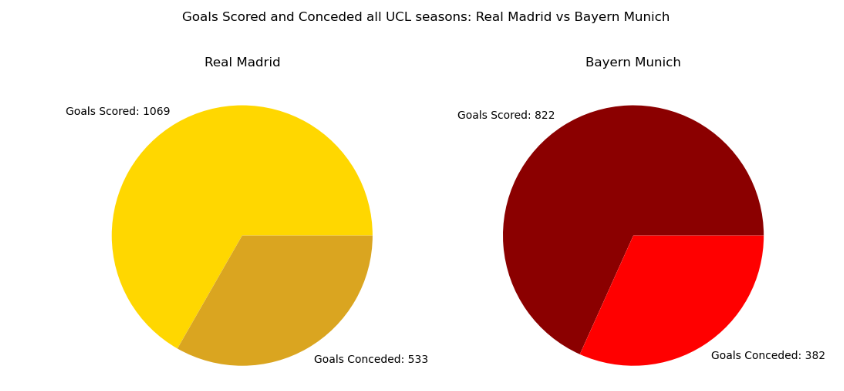 Goals Scored and Conceded all UCL seasons: Real Madrid vs Bayern Munich
Real Madrid
Goals Scored: 1069
Goals Conceded: 533
Bayern Munich
Goals Scored: 822
Goals Conceded: 382